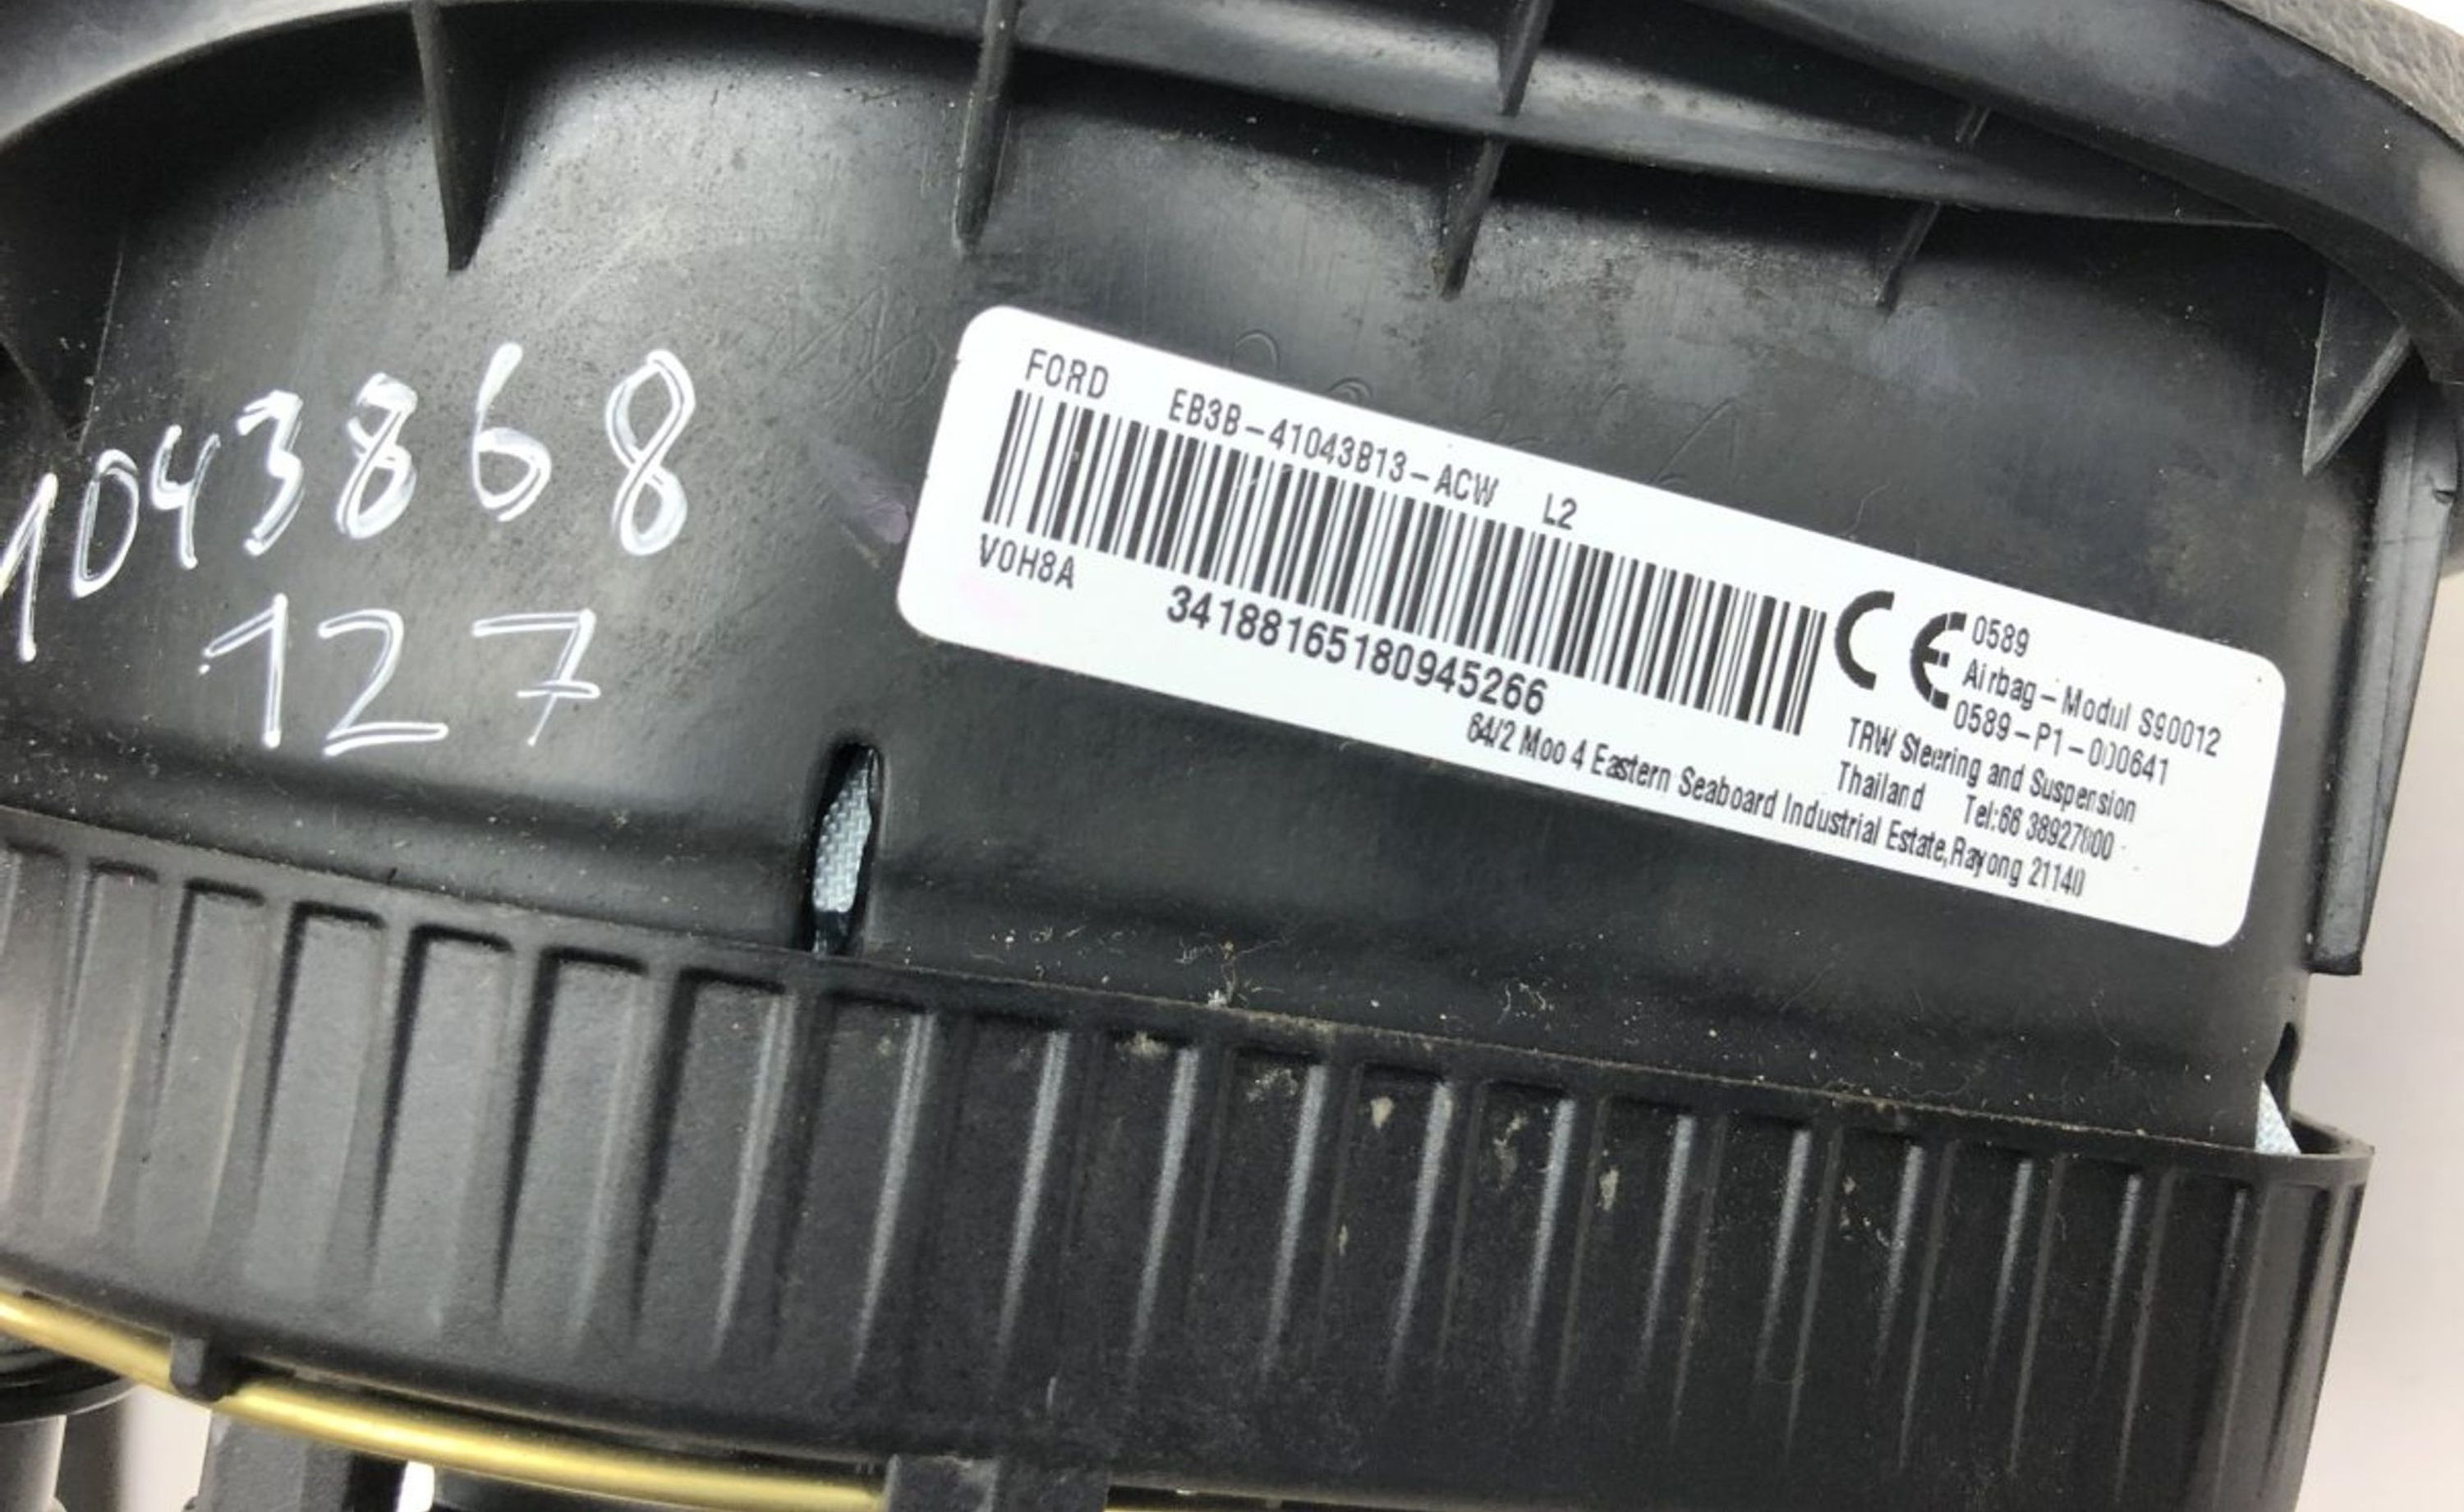 1043868
127
FORD EB3B-41043B13-ACW L2
V0H8A 34188165180945266
CE 0589
Airbag-Modul S90012
0589-P1-000641
TRW Steering and Suspension
Thailand Tel:66 38927800
64/2 Moo 4 Eastern Seaboard Industrial Estate,Rayong 21140